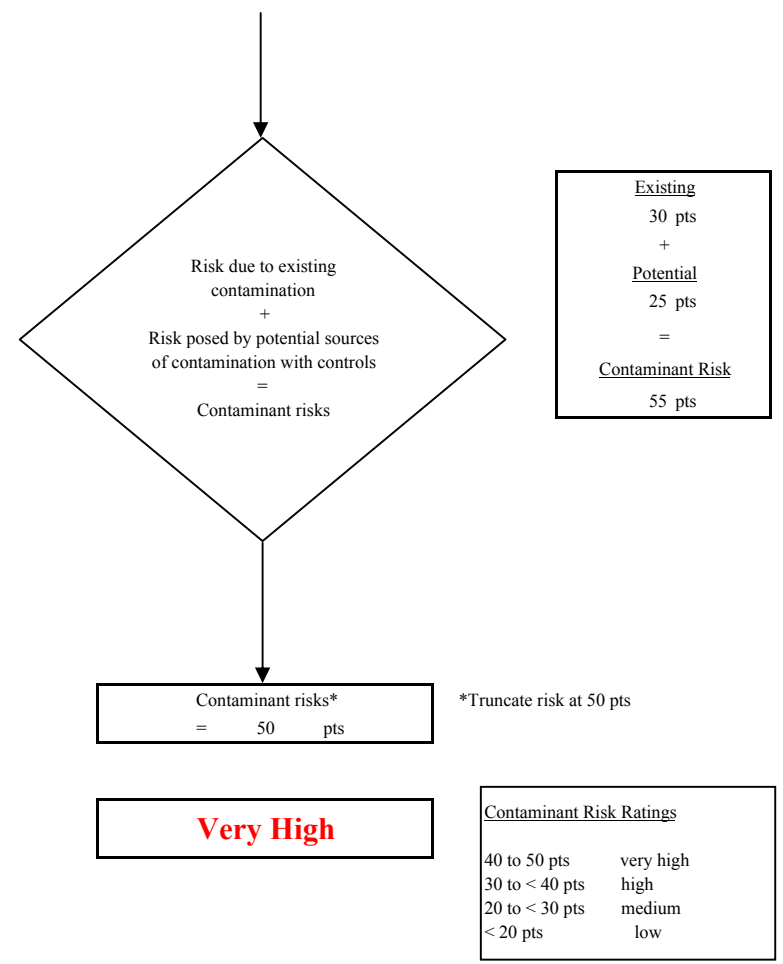 Risk due to existing
contamination
+
Risk posed by potential sources
of contamination with controls
=
Contaminant risks
Existing
30 pts
+
Potential
25 pts
=
Contaminant Risk
55 pts
Contaminant risks*
= 50 pts
*Truncate risk at 50 pts
Very High
Contaminant Risk Ratings
40 to 50 pts very high
30 to < 40 pts high
20 to < 30 pts medium
< 20 pts low